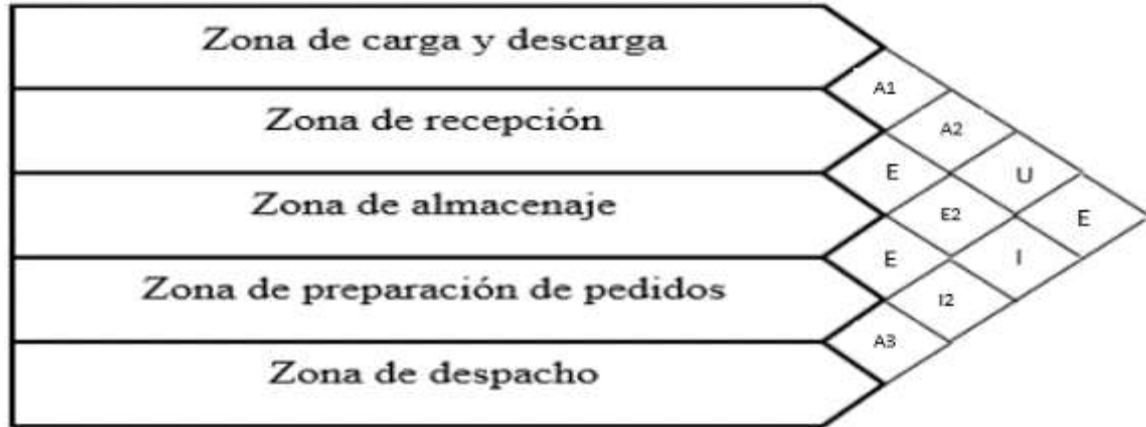 Zona de carga y descarga
A1
Zona de recepción
A2
E
U
Zona de almacenaje
E2
E
E
I
Zona de preparación de pedidos
I2
A3
Zona de despacho